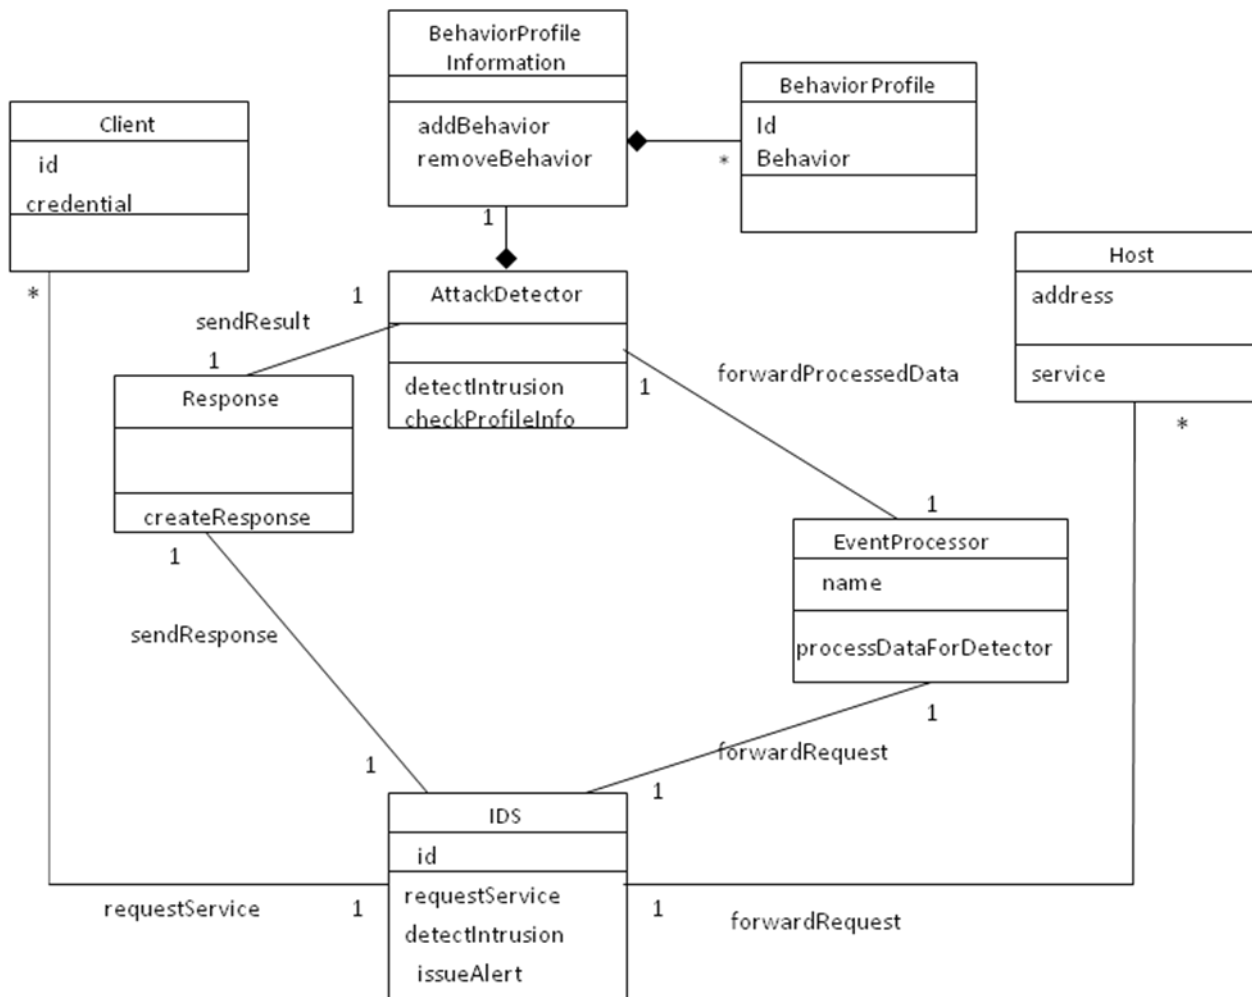 BehaviorProfile
Information
addBehavior
removeBehavior
BehaviorProfile
Id
Behavior
*
Client
id
credential
*
1
Host
address
service
*
1
AttackDetector
detectIntrusion
checkProfileInfo
sendResult
1
Response
createResponse
1
forwardProcessedData
1
1
EventProcessor
name
processDataForDetector
1
sendResponse
forwardRequest
1
1
IDS
id
requestService
detectIntrusion
issueAlert
requestService
1
1
forwardRequest